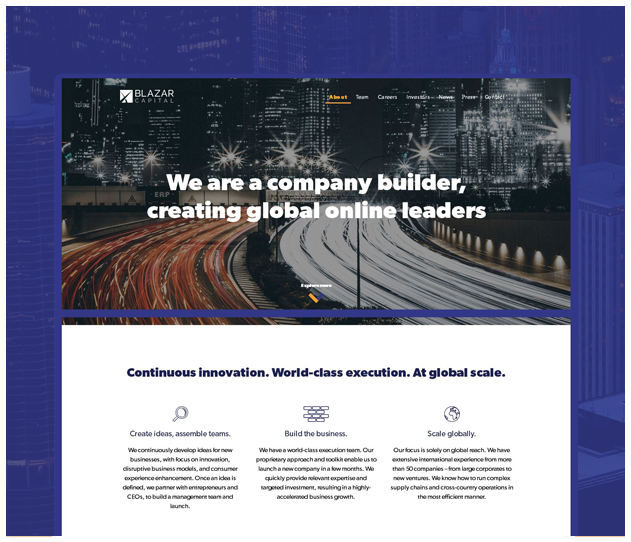 BLAZAR
CAPITAL
About Team Careers Investors News Press Contact
ERP
We are a company builder,
creating global online leaders
Explore more
Continuous innovation. World-class execution. At global scale.
Create ideas, assemble teams.
We continuously develop ideas for new
businesses, with focus on innovation,
disruptive business models, and consumer
experience enhancement. Once an idea is
defined, we partner with entrepreneurs and
CEOs, to build a management team and
launch.
Build the business.
We have a world-class execution team. Our
proprietary approach and toolkit enable us to
launch a new company in a few months. We
quickly provide relevant expertise and
targeted investment, resulting in a highly-
accelerated business growth.
Scale globally.
Our focus is solely on global reach. We have
extensive international experience from more
than 50 companies – from large corporates to
new ventures. We know how to run complex
supply chains and cross-country operations in
the most efficient manner.